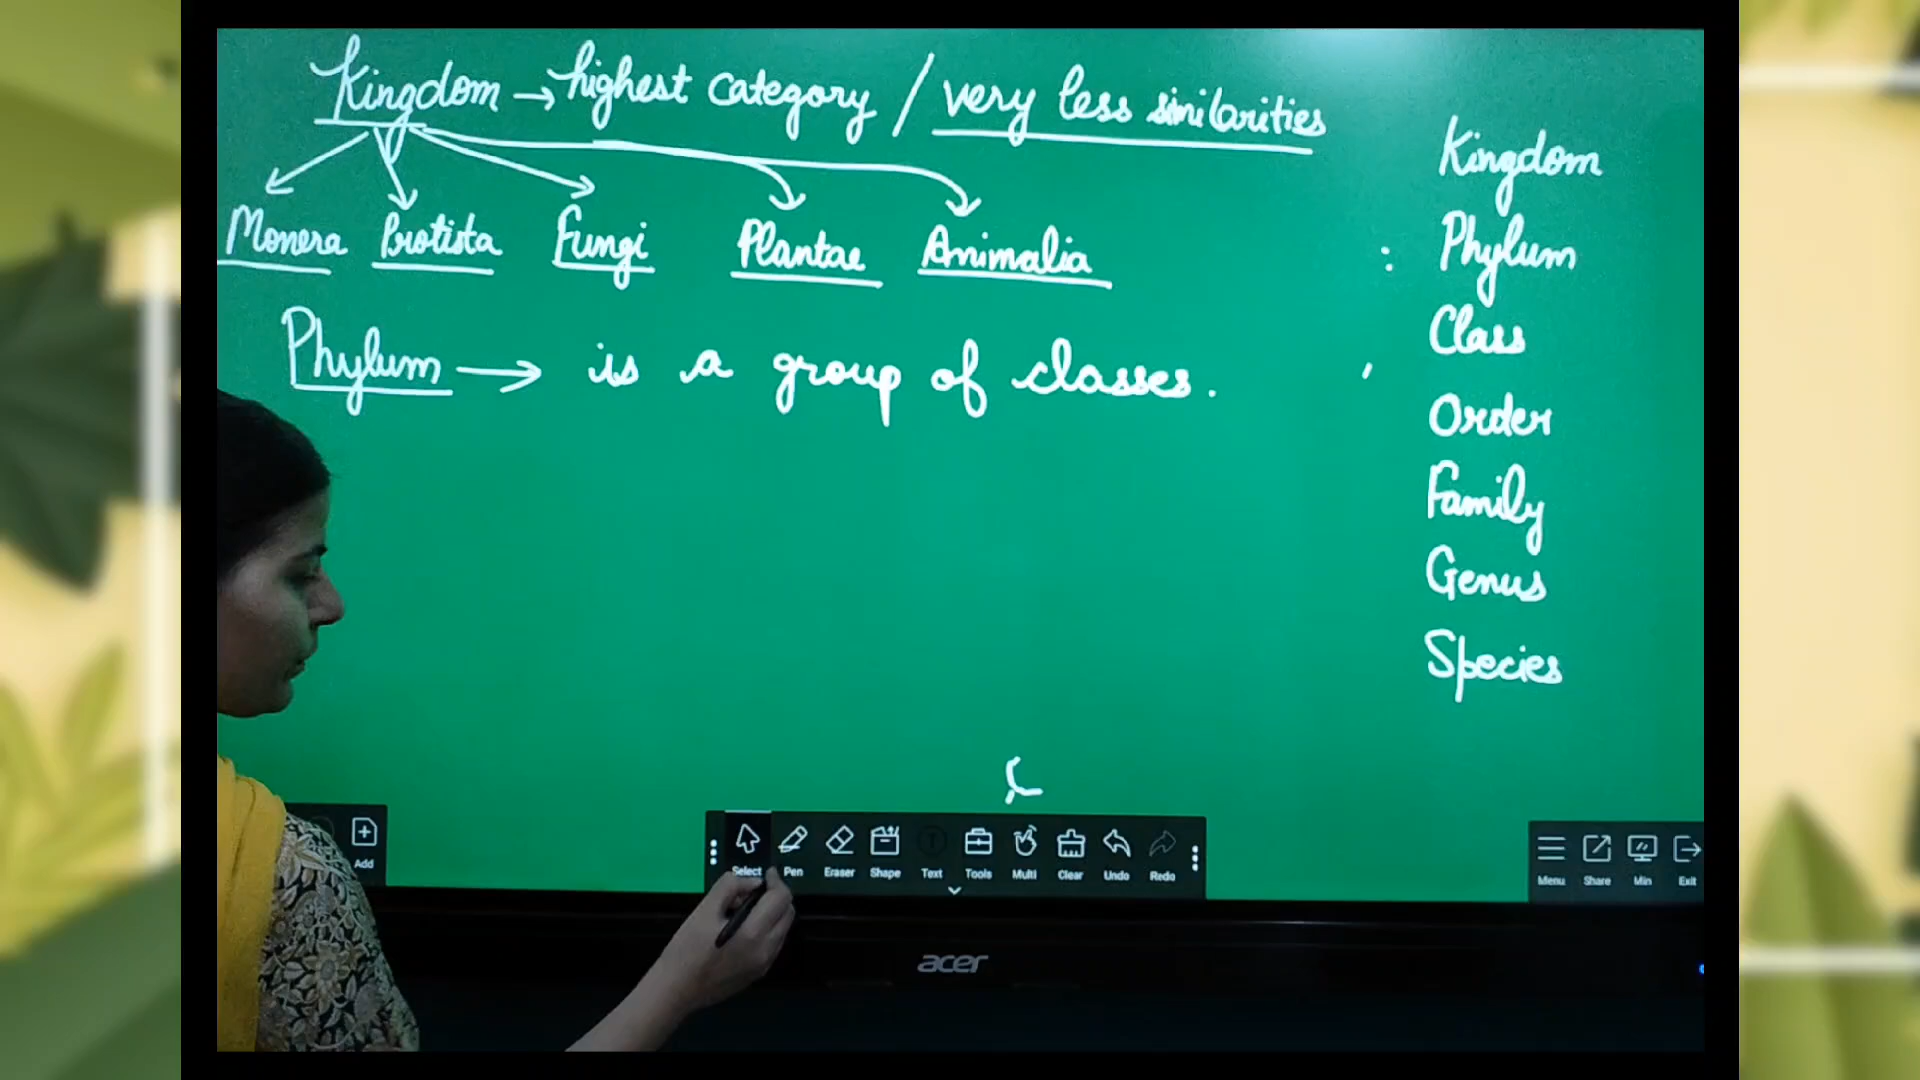 Kingdom → highest category / very less similarities
Monera Protista Fungi Plantae Animalia
Phylum → is a group of classes.
Kingdom
Phylum
Class
Order
Family
Genus
Species
Add
Select Pen Eraser Shape Text Tools Multi Clear Undo Redo
Menu Share Min Exit
acer